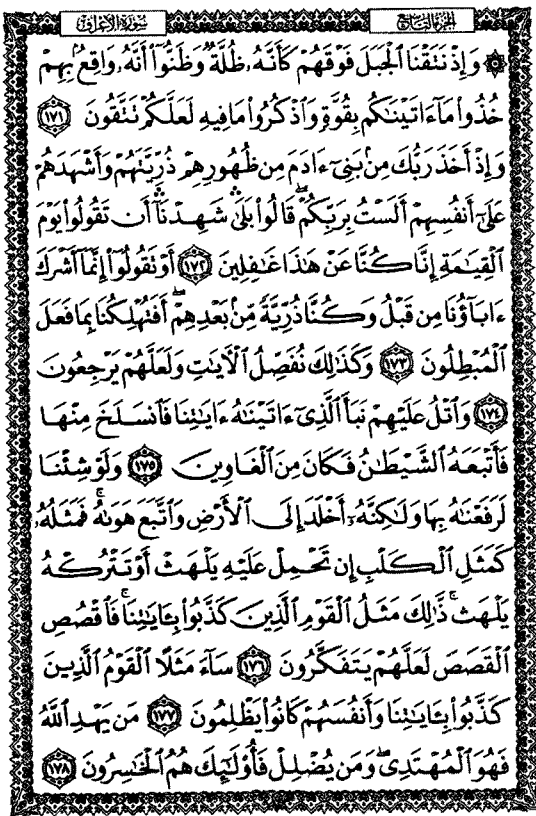 الجزء التاسع سورة الأعراف
۞ وَإِذْ نَتَقْنَا ٱلْجَبَلَ فَوْقَهُمْ كَأَنَّهُۥ ظُلَّةٌ وَظَنُّوٓا۟ أَنَّهُۥ وَاقِعٌۢ بِهِمْ
خُذُوا۟ مَآ ءَاتَيْنَٰكُم بِقُوَّةٍ وَٱذْكُرُوا۟ مَا فِيهِ لَعَلَّكُمْ تَتَّقُونَ ١٧١
وَإِذْ أَخَذَ رَبُّكَ مِنۢ بَنِىٓ ءَادَمَ مِن ظُهُورِهِمْ ذُرِّيَّتَهُمْ وَأَشْهَدَهُمْ
عَلَىٰٓ أَنفُسِهِمْ أَلَسْتُ بِرَبِّكُمْ ۖ قَالُوا۟ بَلَىٰ ۛ شَهِدْنَآ ۛ أَن تَقُولُوا۟ يَوْمَ
ٱلْقِيَٰمَةِ إِنَّا كُنَّا عَنْ هَٰذَا غَٰفِلِينَ ١٧٢ أَوْ تَقُولُوٓا۟ إِنَّمَآ أَشْرَكَ
ءَابَآؤُنَا مِن قَبْلُ وَكُنَّا ذُرِّيَّةً مِّنۢ بَعْدِهِمْ ۖ أَفَتُهْلِكُنَا بِمَا فَعَلَ
ٱلْمُبْطِلُونَ ١٧٣ وَكَذَٰلِكَ نُفَصِّلُ ٱلْءَايَٰتِ وَلَعَلَّهُمْ يَرْجِعُونَ
١٧٤ وَٱتْلُ عَلَيْهِمْ نَبَأَ ٱلَّذِىٓ ءَاتَيْنَٰهُ ءَايَٰتِنَا فَٱنسَلَخَ مِنْهَا
فَأَتْبَعَهُ ٱلشَّيْطَٰنُ فَكَانَ مِنَ ٱلْغَاوِينَ ١٧٥ وَلَوْ شِئْنَا
لَرَفَعْنَٰهُ بِهَا وَلَٰكِنَّهُۥٓ أَخْلَدَ إِلَى ٱلْأَرْضِ وَٱتَّبَعَ هَوَىٰهُ ۚ فَمَثَلُهُۥ
كَمَثَلِ ٱلْكَلْبِ إِن تَحْمِلْ عَلَيْهِ يَلْهَثْ أَوْ تَتْرُكْهُ
يَلْهَث ۚ ذَّٰلِكَ مَثَلُ ٱلْقَوْمِ ٱلَّذِينَ كَذَّبُوا۟ بِـَٔايَٰتِنَا ۚ فَٱقْصُصِ
ٱلْقَصَصَ لَعَلَّهُمْ يَتَفَكَّرُونَ ١٧٦ سَآءَ مَثَلًا ٱلْقَوْمُ ٱلَّذِينَ
كَذَّبُوا۟ بِـَٔايَٰتِنَا وَأَنفُسَهُمْ كَانُوا۟ يَظْلِمُونَ ١٧٧ مَن يَهْدِ ٱللَّهُ
فَهُوَ ٱلْمُهْتَدِى ۖ وَمَن يُضْلِلْ فَأُو۟لَٰٓئِكَ هُمُ ٱلْخَٰسِرُونَ ١٧٨